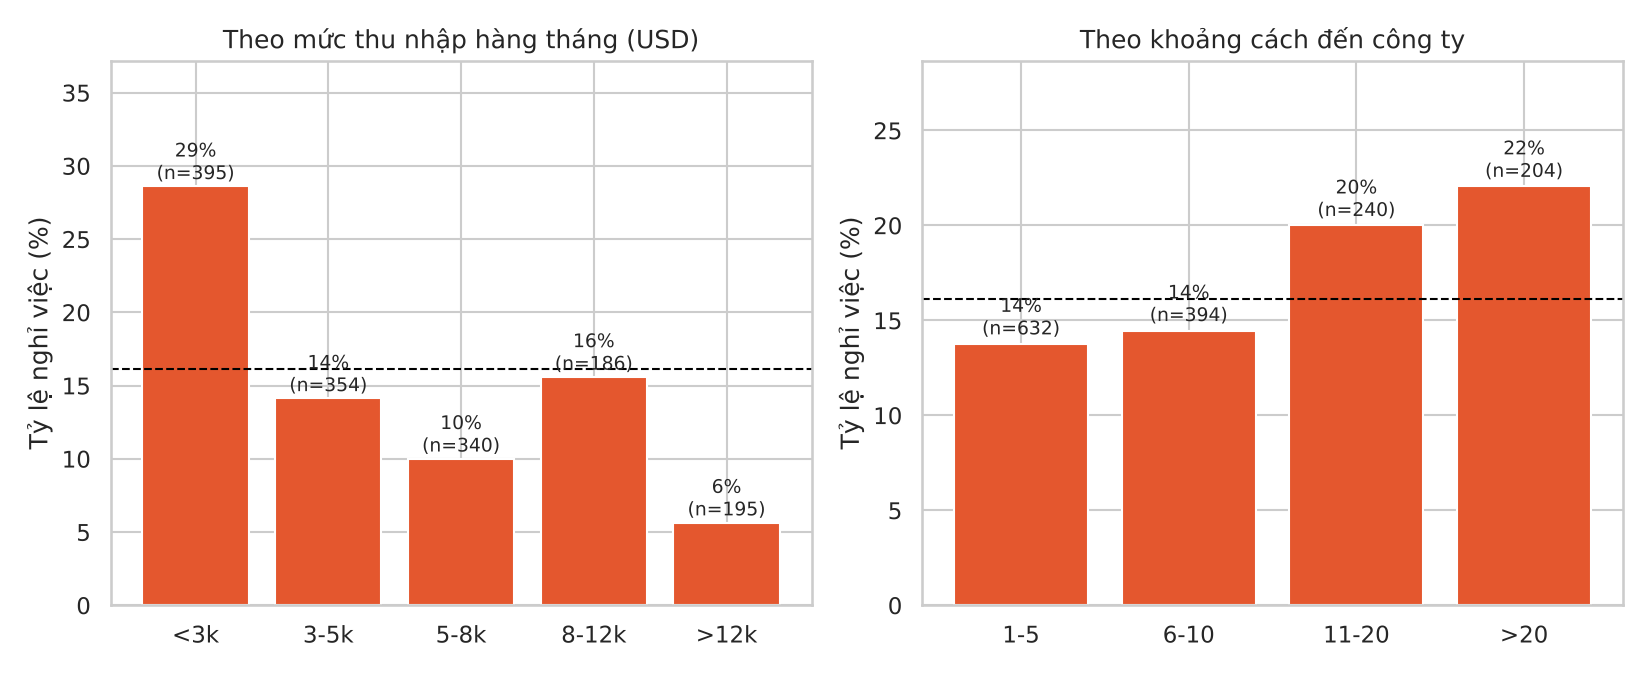 Theo mức thu nhập hàng tháng (USD)
Tỷ lệ nghỉ việc (%)
35
30
25
20
15
10
5
0
29%
(n=395)
14%
(n=354)
10%
(n=340)
16%
(n=186)
6%
(n=195)
<3k
3-5k
5-8k
8-12k
>12k
Theo khoảng cách đến công ty
Tỷ lệ nghỉ việc (%)
25
20
15
10
5
0
14%
(n=632)
14%
(n=394)
20%
(n=240)
22%
(n=204)
1-5
6-10
11-20
>20